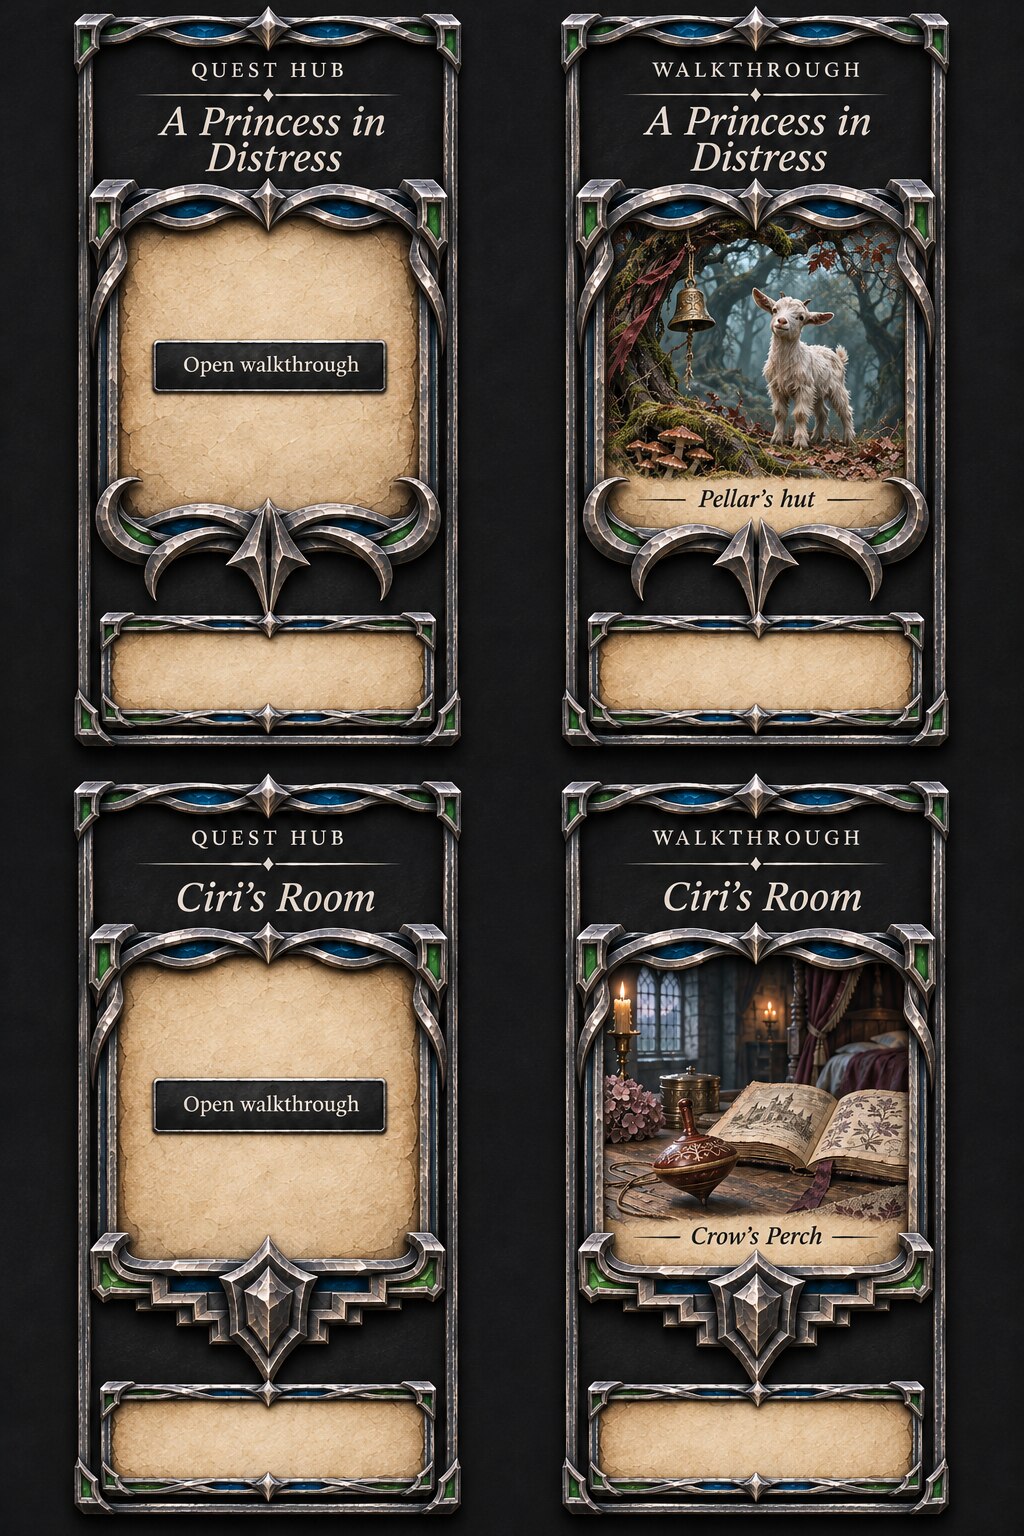 QUEST HUB
A Princess in
Distress
Open walkthrough
WALKTHROUGH
A Princess in
Distress
Pellar’s hut
QUEST HUB
Ciri’s Room
Open walkthrough
WALKTHROUGH
Ciri’s Room
Crow’s Perch